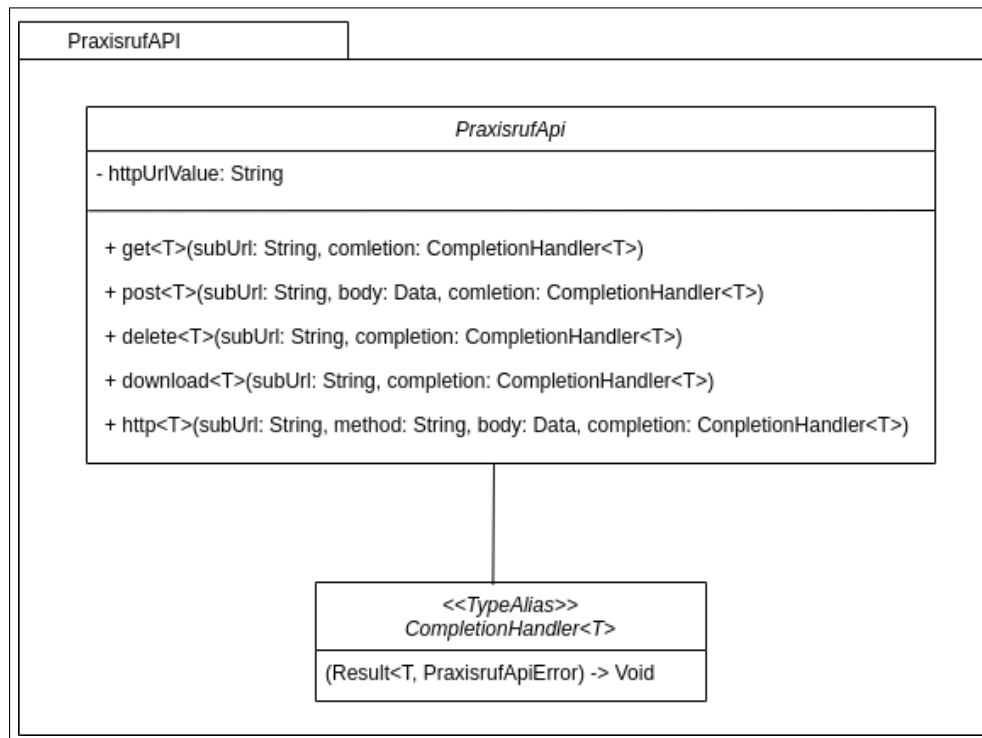 PraxisrufAPI
PraxisrufApi
- httpUrlValue: String
+ get<T>(subUrl: String, comletion: CompletionHandler<T>)
+ post<T>(subUrl: String, body: Data, comletion: CompletionHandler<T>)
+ delete<T>(subUrl: String, completion: CompletionHandler<T>)
+ download<T>(subUrl: String, completion: CompletionHandler<T>)
+ http<T>(subUrl: String, method: String, body: Data, completion: ConpletionHandler<T>)
<<TypeAlias>>
CompletionHandler<T>
(Result<T, PraxisrufApiError) -> Void